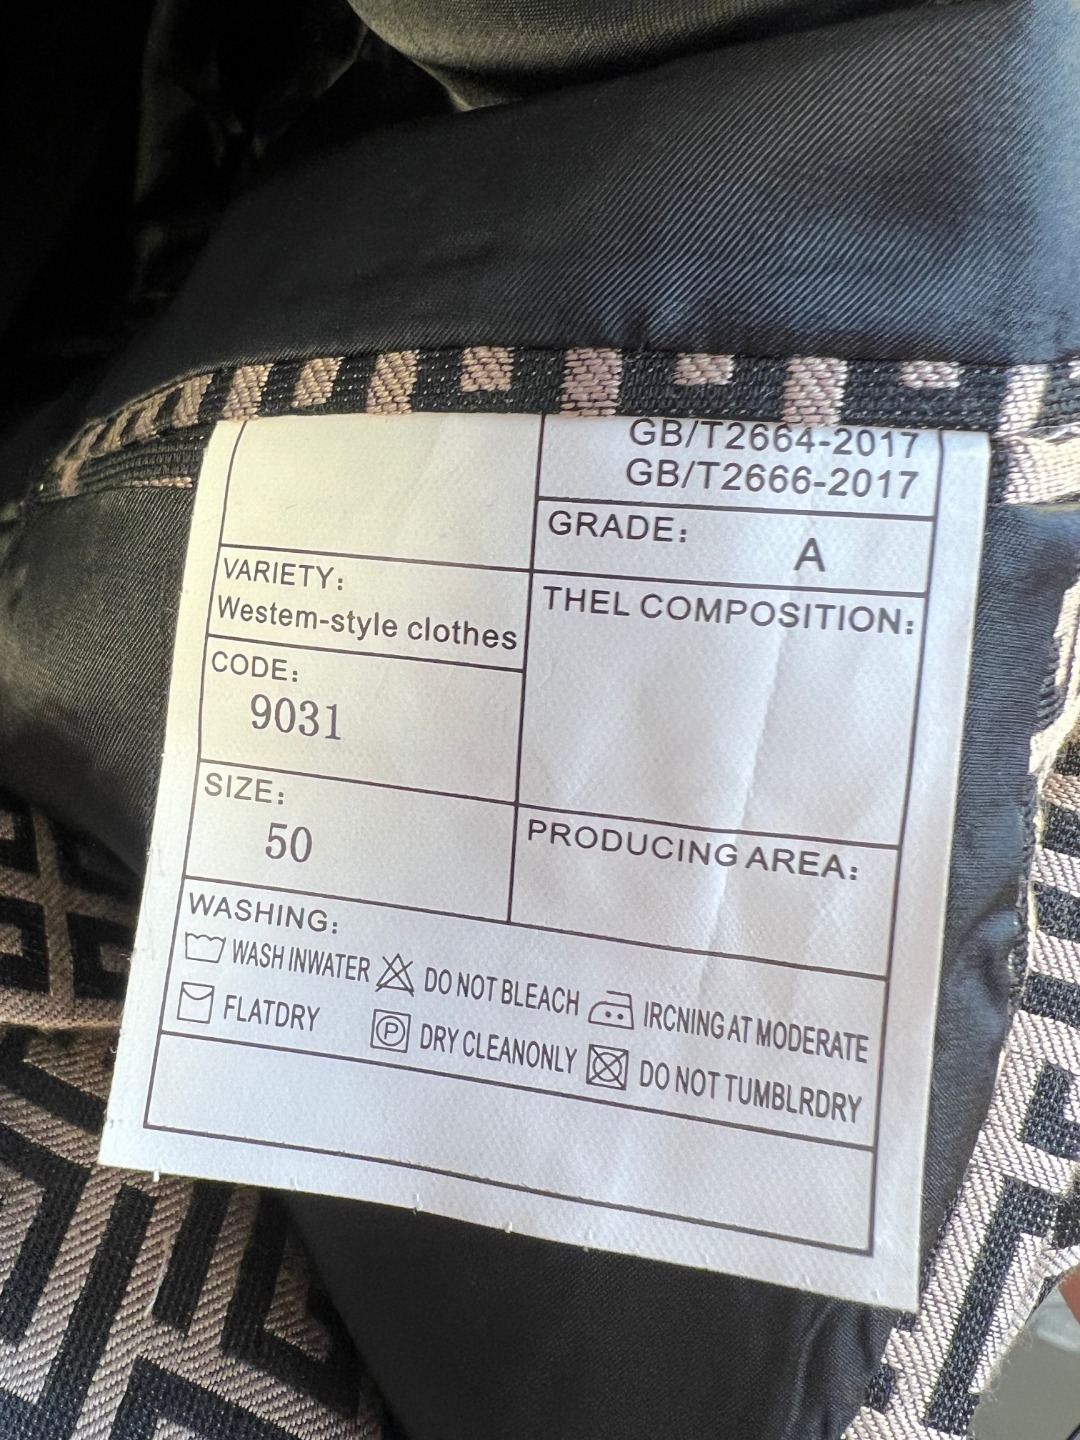 GB/T2664-2017
GB/T2666-2017
GRADE: A
VARIETY:
Westem-style clothes
THEL COMPOSITION:
CODE:
9031
SIZE:
50
PRODUCING AREA:
WASHING:
WASH INWATER DO NOT BLEACH IRCNING AT MODERATE
FLATDRY P DRY CLEANONLY DO NOT TUMBLRDRY